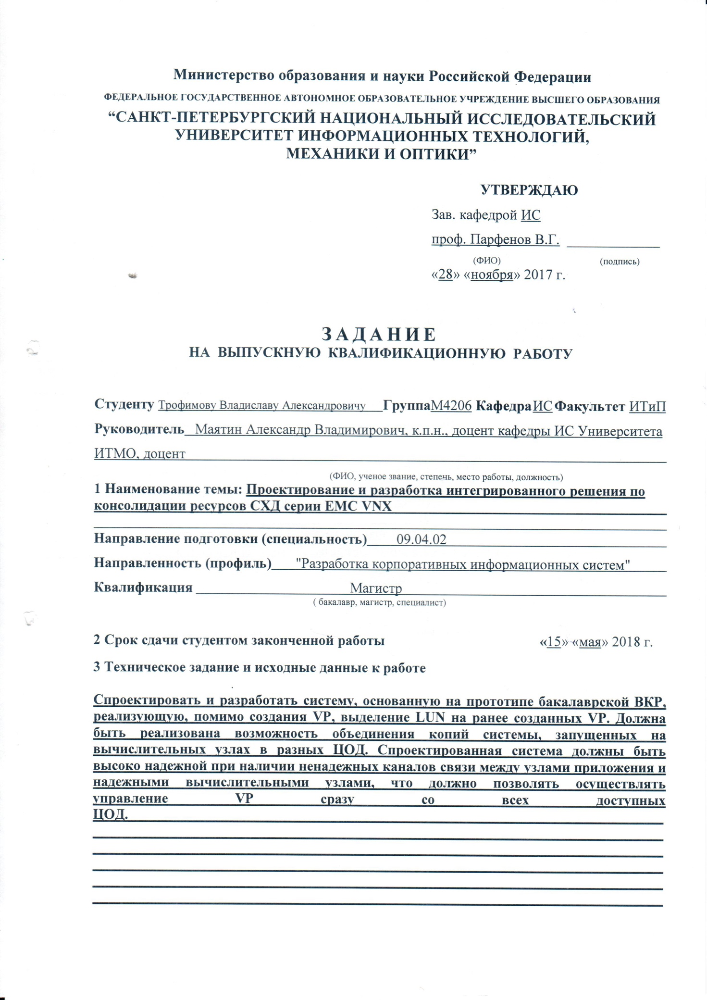 Министерство образования и науки Российской Федерации
ФЕДЕРАЛЬНОЕ ГОСУДАРСТВЕННОЕ АВТОНОМНОЕ ОБРАЗОВАТЕЛЬНОЕ УЧРЕЖДЕНИЕ ВЫСШЕГО ОБРАЗОВАНИЯ
“САНКТ-ПЕТЕРБУРГСКИЙ НАЦИОНАЛЬНЫЙ ИССЛЕДОВАТЕЛЬСКИЙ
УНИВЕРСИТЕТ ИНФОРМАЦИОННЫХ ТЕХНОЛОГИЙ,
МЕХАНИКИ И ОПТИКИ”
УТВЕРЖДАЮ
Зав. кафедрой ИС
проф. Парфенов В.Г.
(ФИО) (подпись)
«28» «ноября» 2017 г.
З А Д А Н И Е
НА ВЫПУСКНУЮ КВАЛИФИКАЦИОННУЮ РАБОТУ
Студенту Трофимову Владиславу Александровичу Группа М4206 Кафедра ИС Факультет ИТиП
Руководитель Маятин Александр Владимирович, к.п.н., доцент кафедры ИС Университета
ИТМО, доцент
(ФИО, ученое звание, степень, место работы, должность)
1 Наименование темы: Проектирование и разработка интегрированного решения по
консолидации ресурсов СХД серии EMC VNX
Направление подготовки (специальность) 09.04.02
Направленность (профиль) "Разработка корпоративных информационных систем"
Квалификация Магистр
( бакалавр, магистр, специалист)
2 Срок сдачи студентом законченной работы «15» «мая» 2018 г.
3 Техническое задание и исходные данные к работе
Спроектировать и разработать систему, основанную на прототипе бакалаврской ВКР,
реализующую, помимо создания VP, выделение LUN на ранее созданных VP. Должна
быть реализована возможность объединения копий системы, запущенных на
вычислительных узлах в разных ЦОД. Спроектированная система должны быть
высоко надежной при наличии ненадежных каналов связи между узлами приложения и
надежными вычислительными узлами, что должно позволять осуществлять
управление VP сразу со всех доступных
ЦОД.